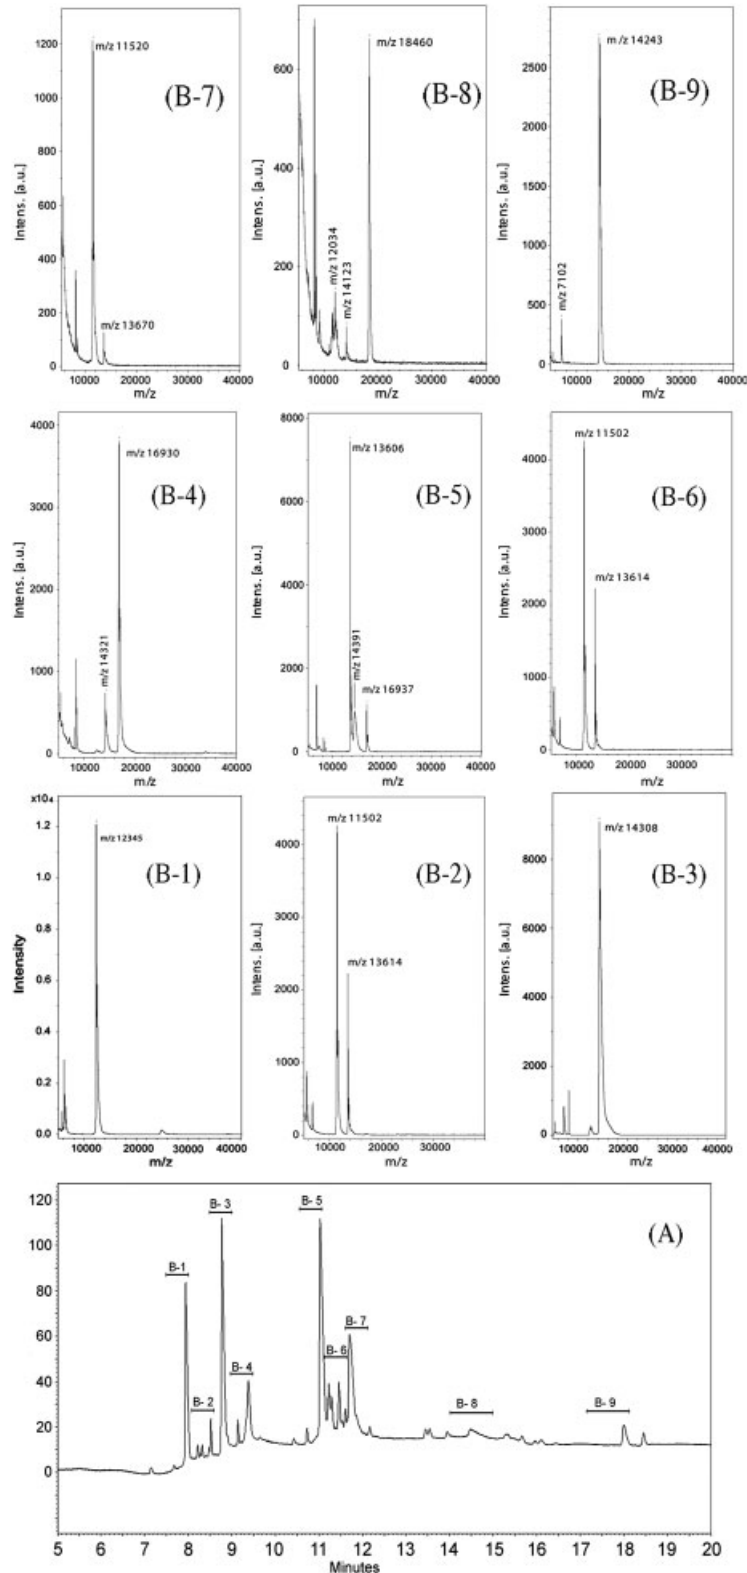 1200
1000
800
600
400
200
0
Intens. [a.u.]
m/z 11520
m/z 13670
(B-7)
10000 20000 30000 40000
m/z
600
400
200
0
Intens. [a.u.]
m/z 18460
m/z 12034
m/z 14123
(B-8)
10000 20000 30000 40000
m/z
2500
2000
1500
1000
500
0
Intens. [a.u.]
m/z 14243
m/z 7102
(B-9)
10000 20000 30000 40000
m/z
4000
3000
2000
1000
0
Intens. [a.u.]
m/z 16930
m/z 14321
(B-4)
10000 20000 30000 40000
m/z
8000
6000
4000
2000
0
Intens. [a.u.]
m/z 13606
m/z 14391
m/z 16937
(B-5)
10000 20000 30000 40000
m/z
4000
3000
2000
1000
0
Intens. [a.u.]
m/z 11502
m/z 13614
(B-6)
10000 20000 30000
m/z
x10⁴
1.2
1.0
0.8
0.6
0.4
0.2
0.0
Intensity
m/z 12345
(B-1)
10000 20000 30000 40000
m/z
4000
3000
2000
1000
0
Intens. [a.u.]
m/z 11502
m/z 13614
(B-2)
10000 20000 30000
m/z
8000
6000
4000
2000
0
Intens. [a.u.]
m/z 14308
(B-3)
10000 20000 30000 40000
m/z
120
100
80
60
40
20
0
B-1
B- 2
B- 3
B- 4
B- 5
B- 6
B- 7
B- 8
B- 9
(A)
5 6 7 8 9 10 11 12 13 14 15 16 17 18 19 20
Minutes